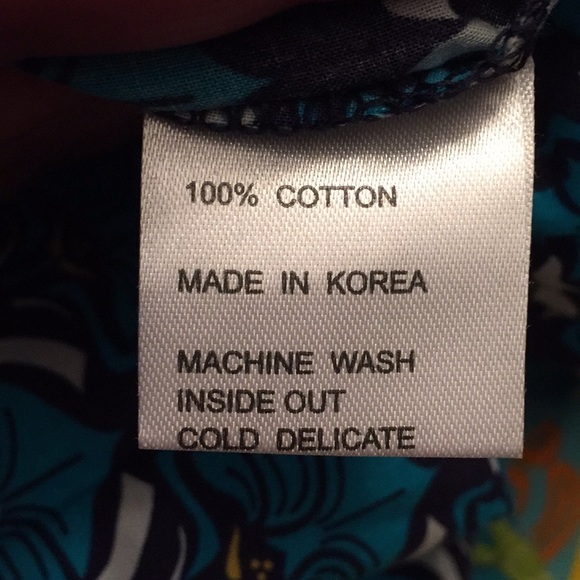 100% COTTON
MADE IN KOREA
MACHINE WASH
INSIDE OUT
COLD DELICATE